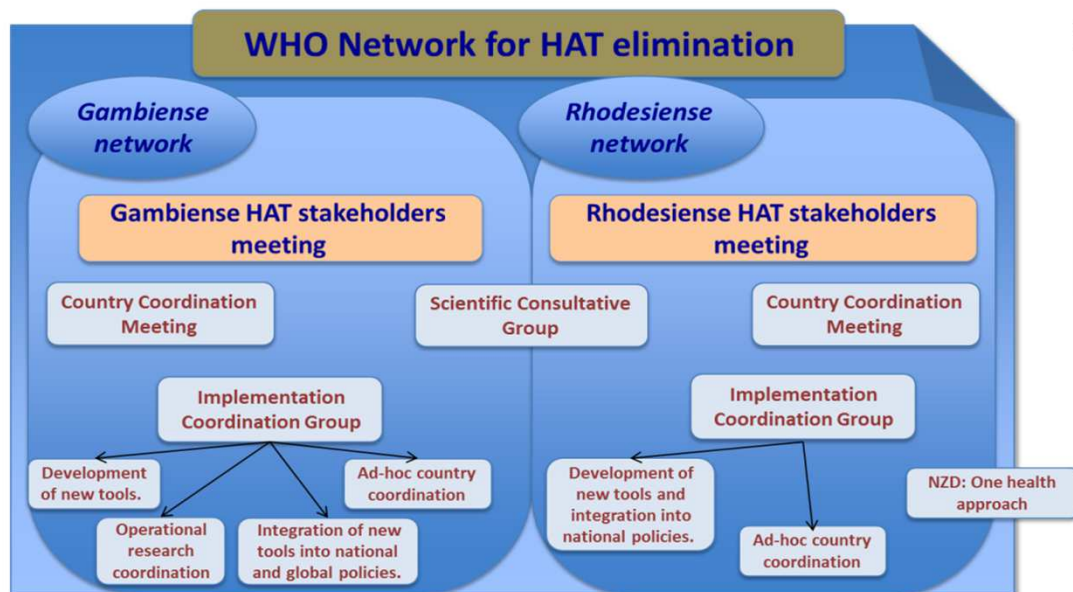 WHO Network for HAT elimination
Gambiense
network
Rhodesiense
network
Gambiense HAT stakeholders
meeting
Rhodesiense HAT stakeholders
meeting
Country Coordination
Meeting
Scientific Consultative
Group
Country Coordination
Meeting
Implementation
Coordination Group
Implementation
Coordination Group
Development
of new tools.
Operational
research
coordination
Integration of new
tools into national
and global policies.
Ad-hoc country
coordination
Development of
new tools and
integration into
national policies.
Ad-hoc country
coordination
NZD: One health
approach